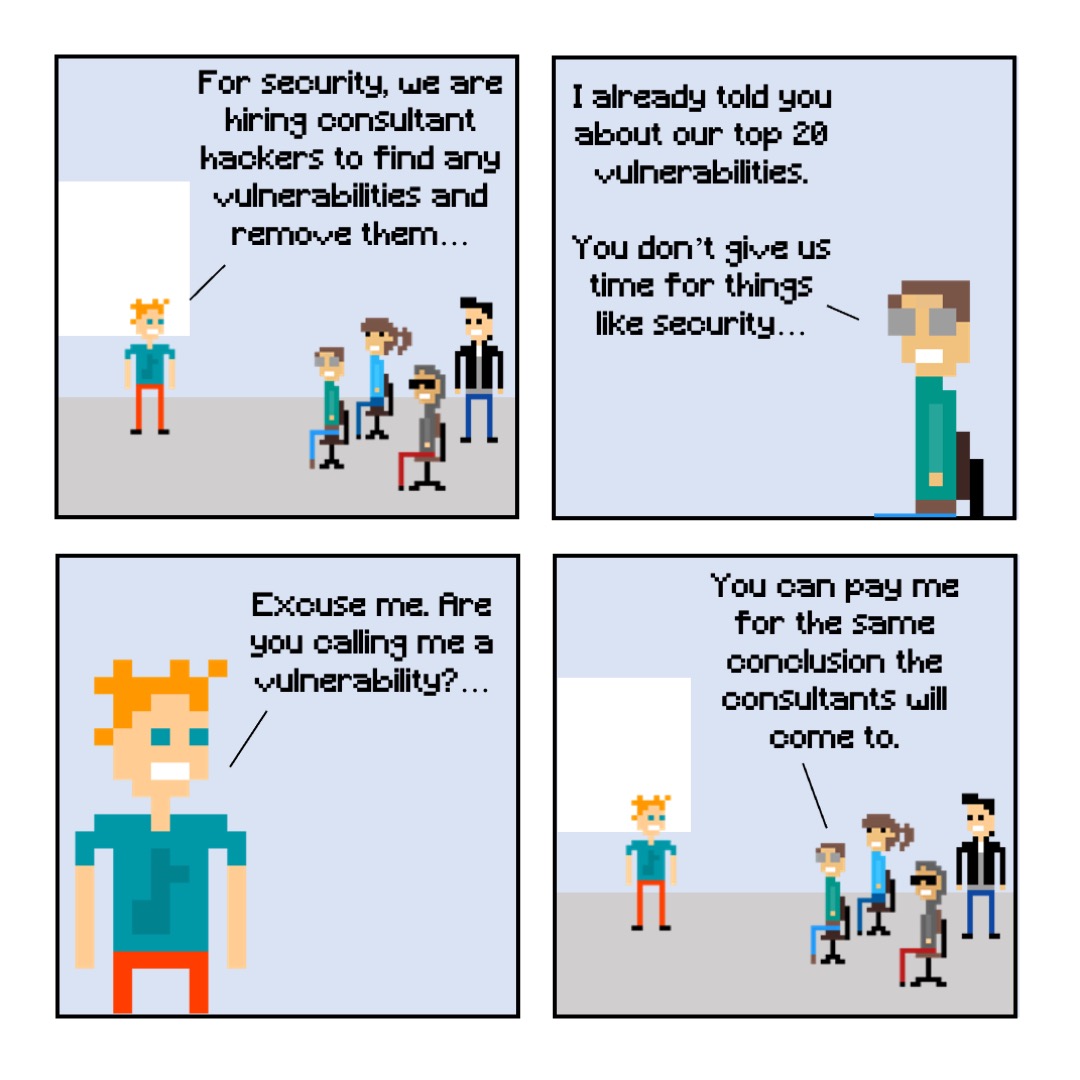 For security, we are
hiring consultant
hackers to find any
vulnerabilities and
remove them...
I already told you
about our top 20
vulnerabilities.
You don't give us
time for things
like security...
Excuse me. Are
you calling me a
vulnerability?...
You can pay me
for the same
conclusion the
consultants will
come to.